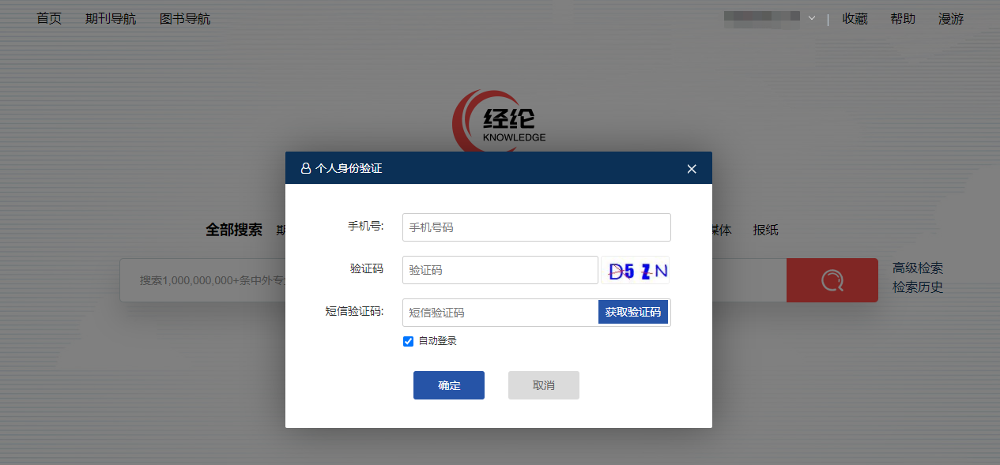 首页 期刊导航 图书导航 收藏 帮助 漫游
经纶
KNOWLEDGE
个人身份验证
全部搜索 期 媒体 报纸
手机号: 手机号码
验证码 验证码 D5ZN
搜索1,000,000,000+条中外专 高级检索
检索历史
短信验证码: 短信验证码 获取验证码
自动登录
确定 取消